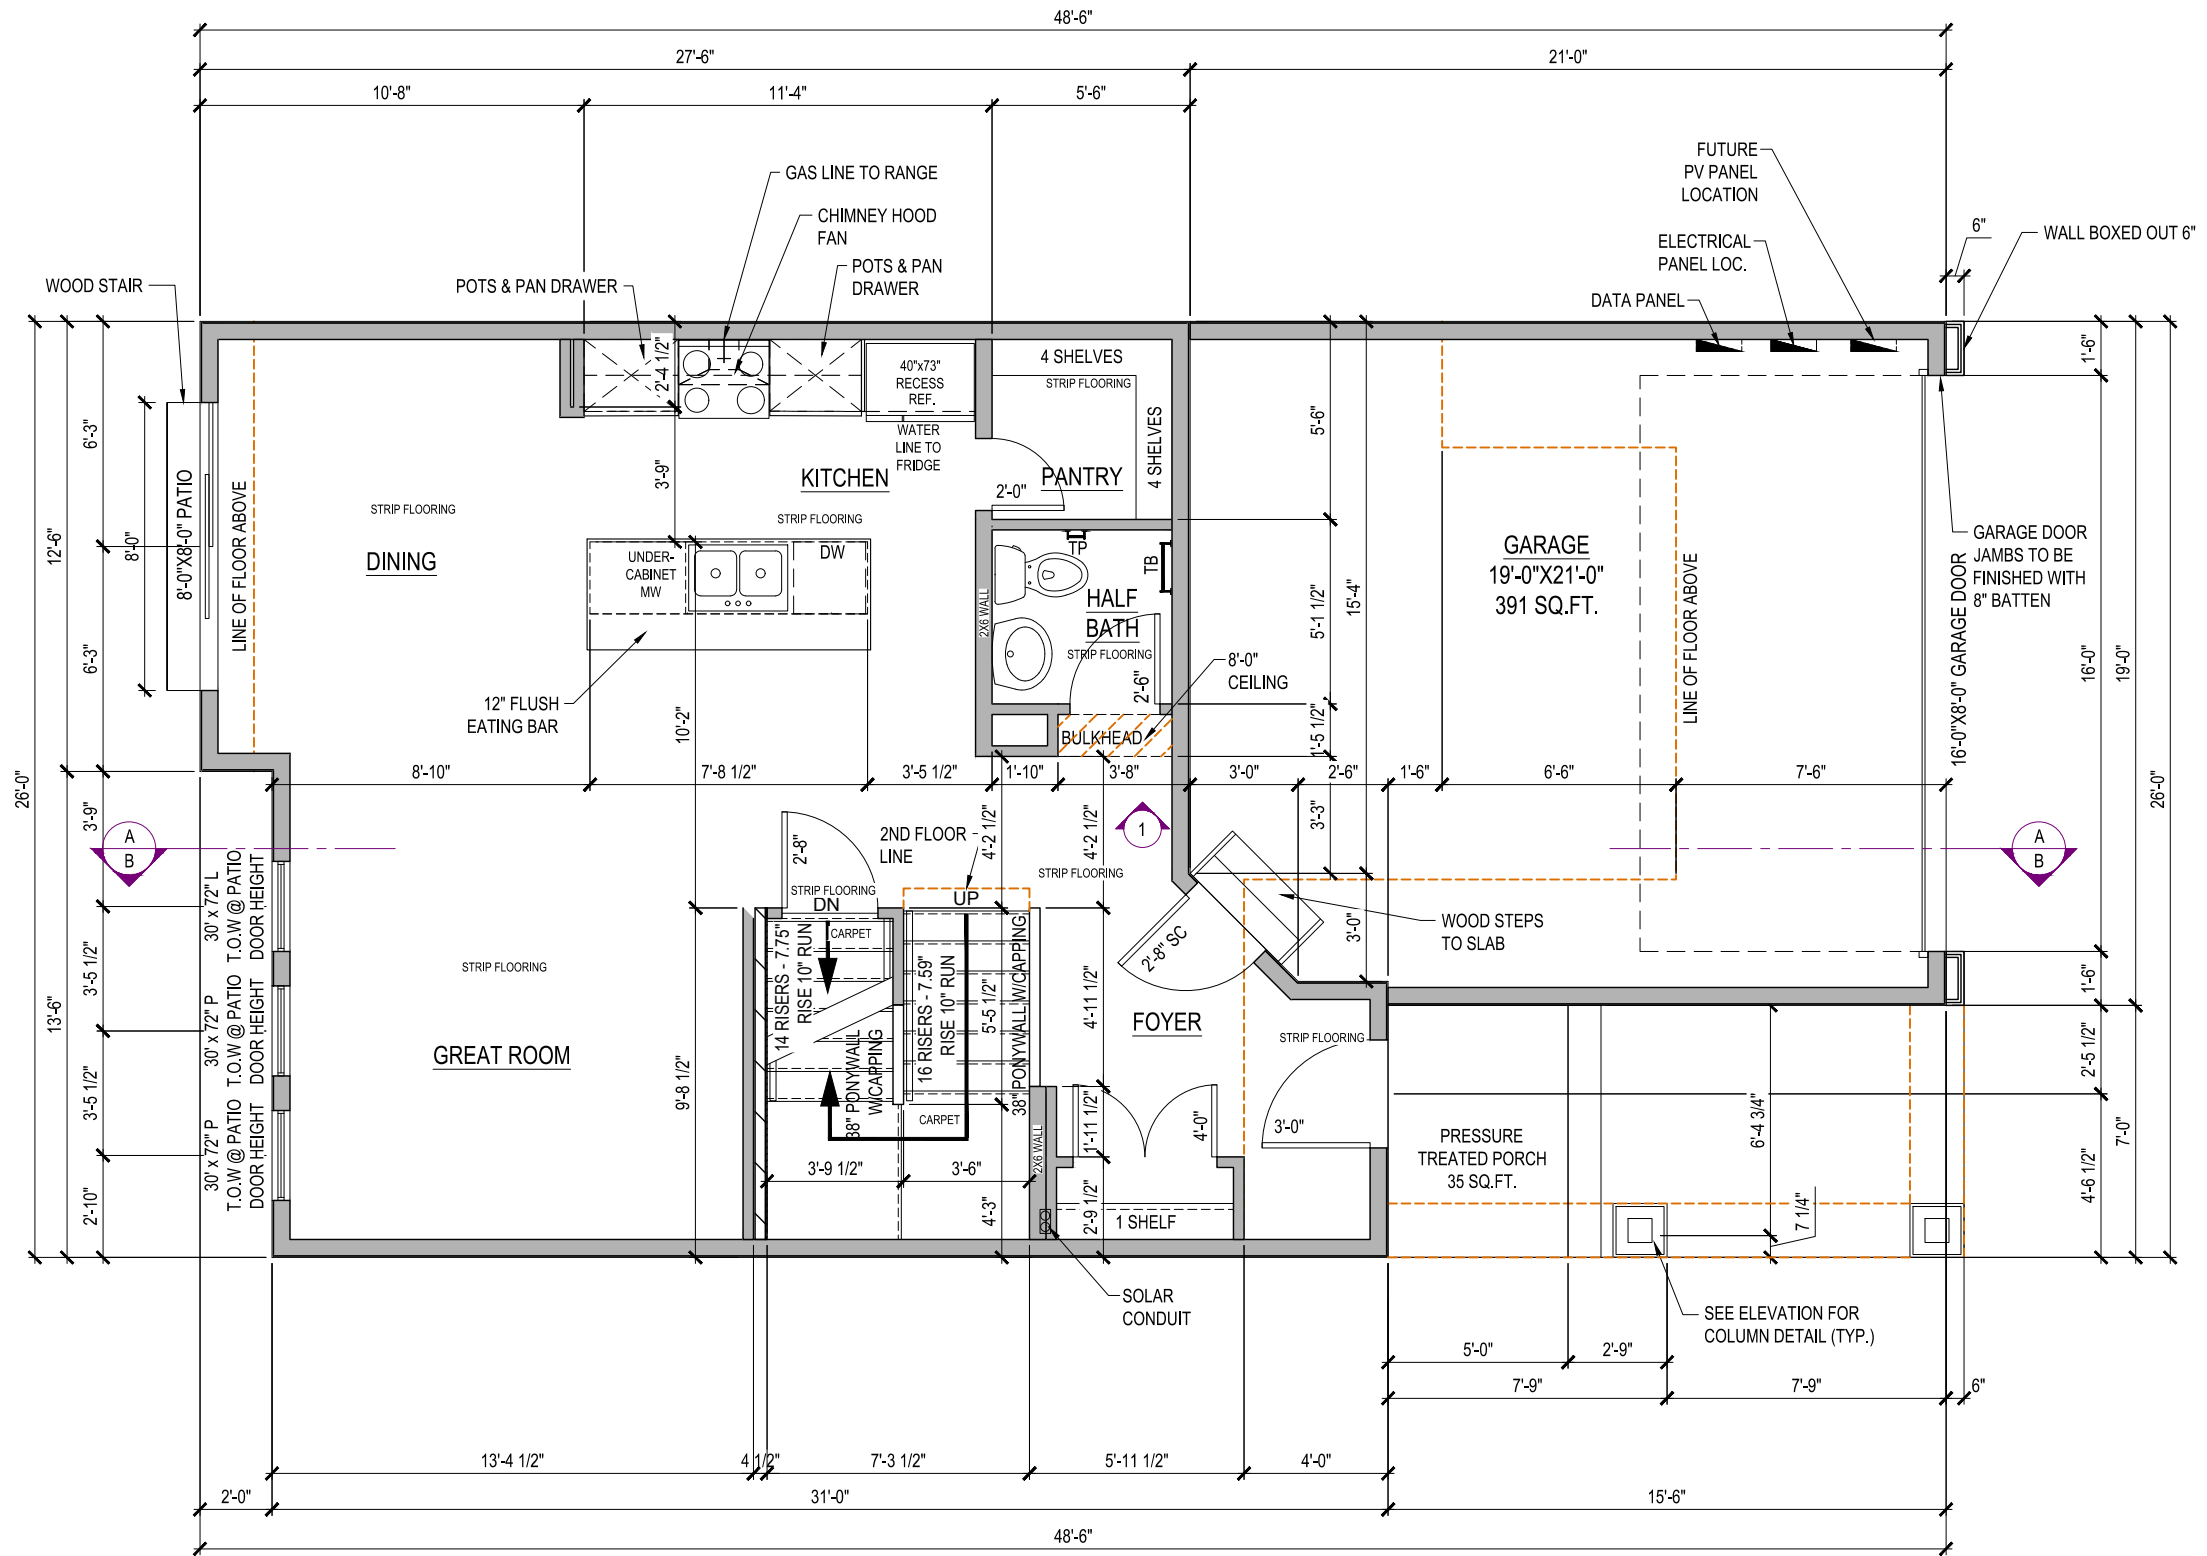 48'-6"
27'-6"
21'-0"
10'-8"
11'-4"
5'-6"
GAS LINE TO RANGE
CHIMNEY HOOD
FAN
POTS & PAN DRAWER
POTS & PAN
DRAWER
WOOD STAIR
FUTURE
PV PANEL
LOCATION
ELECTRICAL
PANEL LOC.
DATA PANEL
6"
WALL BOXED OUT 6"
26'-0"
12'-6"
13'-6"
6'-3"
6'-3"
8'-0"
8'-0"X8'-0" PATIO
LINE OF FLOOR ABOVE
3'-9"
3'-5 1/2"
3'-5 1/2"
2'-10"
2'-4 1/2"
3'-9"
40"x73"
RECESS
REF.
WATER
LINE TO
FRIDGE
4 SHELVES
STRIP FLOORING
4 SHELVES
KITCHEN
STRIP FLOORING
PANTRY
2'-0"
STRIP FLOORING
DINING
UNDER-
CABINET
MW
DW
TP
TB
2X6 WALL
HALF
BATH
STRIP FLOORING
2'-6"
8'-0"
CEILING
BULKHEAD
12" FLUSH
EATING BAR
10'-2"
5'-6"
5'-1 1/2"
1'-5 1/2"
15'-4"
3'-3"
3'-0"
GARAGE
19'-0"X21'-0"
391 SQ.FT.
LINE OF FLOOR ABOVE
16'-0"X8'-0" GARAGE DOOR
GARAGE DOOR
JAMBS TO BE
FINISHED WITH
8" BATTEN
1'-6"
16'-0"
19'-0"
1'-6"
26'-0"
2'-5 1/2"
4'-6 1/2"
7'-0"
8'-10"
7'-8 1/2"
3'-5 1/2"
1'-10"
3'-8"
3'-0"
2'-6"
1'-6"
6'-6"
7'-6"
A
B
A
B
1
30' x 72" L
T.O.W @ PATIO
DOOR HEIGHT
30' x 72" P
T.O.W @ PATIO
DOOR HEIGHT
30' x 72" P
T.O.W @ PATIO
DOOR HEIGHT
2'-8"
2ND FLOOR
LINE
4'-2 1/2"
4'-2 1/2"
STRIP FLOORING
STRIP FLOORING
DN
UP
CARPET
14 RISERS - 7.75"
RISE 10" RUN
16 RISERS - 7.59"
RISE 10" RUN
5'-5 1/2"
38" PONYWALL W/CAPPING
38" PONYWALL
W/CAPPING
CARPET
STRIP FLOORING
GREAT ROOM
9'-8 1/2"
3'-9 1/2"
3'-6"
4'-3"
2X6 WALL
4'-11 1/2"
1'-11 1/2"
2'-9 1/2"
2'-8" SC
WOOD STEPS
TO SLAB
FOYER
STRIP FLOORING
4'-0"
3'-0"
1 SHELF
SOLAR
CONDUIT
PRESSURE
TREATED PORCH
35 SQ.FT.
6'-4 3/4"
7 1/4"
SEE ELEVATION FOR
COLUMN DETAIL (TYP.)
5'-0"
2'-9"
7'-9"
7'-9"
6"
13'-4 1/2"
4 1/2"
7'-3 1/2"
5'-11 1/2"
4'-0"
2'-0"
31'-0"
15'-6"
48'-6"